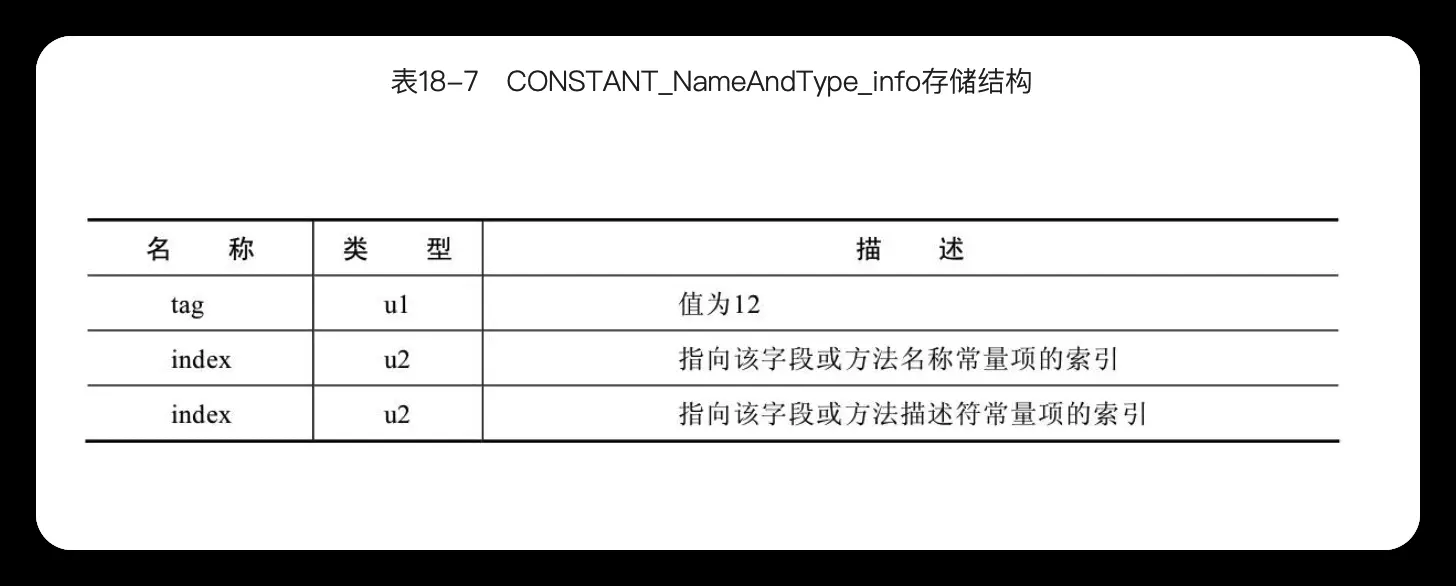 表18-7 CONSTANT_NameAndType_info存储结构
名 称 类 型 描 述
tag u1 值为12
index u2 指向该字段或方法名称常量项的索引
index u2 指向该字段或方法描述符常量项的索引